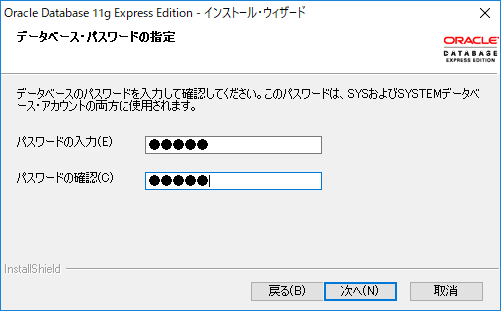 Oracle Database 11g Express Edition - インストール・ウィザード
データベース・パスワードの指定
ORACLE
DATABASE
EXPRESS EDITION
データベースのパスワードを入力して確認してください。このパスワードは、SYSおよびSYSTEMデータベ
ース・アカウントの両方に使用されます。
パスワードの入力(E)
●●●●●
パスワードの確認(C)
●●●●●
InstallShield
戻る(B)
次へ(N)
取消